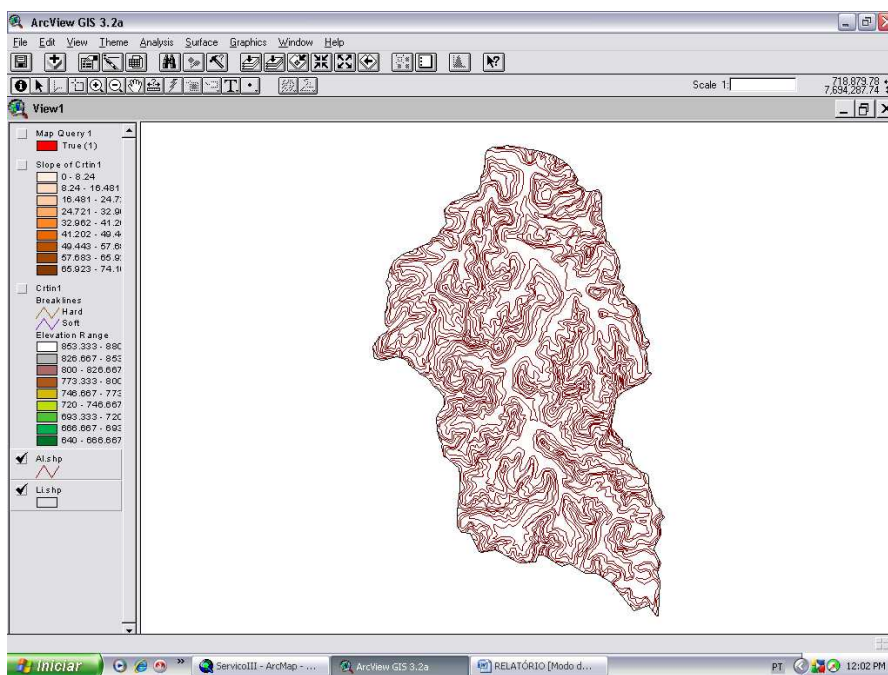 ArcView GIS 3.2a
File Edit View Theme Analysis Surface Graphics Window Help
Scale 1:
718,879.78
7,694,287.74
View1
Map Query 1
True (1)
Slope of Crtin1
0 - 8.24
8.24 - 16.481
16.481 - 24.7
24.721 - 32.9
32.962 - 41.2
41.202 - 49.4
49.443 - 57.6
57.683 - 65.9
65.923 - 74.1
Crtin1
Breaklines
Hard
Soft
Elevation Range
853.333 - 880
826.667 - 853
800 - 826.667
773.333 - 800
746.667 - 773
720 - 746.667
693.333 - 720
666.667 - 693
640 - 666.667
Al.shp
Li.shp
Iniciar
ServicoIII - ArcMap - ...
ArcView GIS 3.2a
RELATÓRIO [Modo d...
PT
12:02 PM